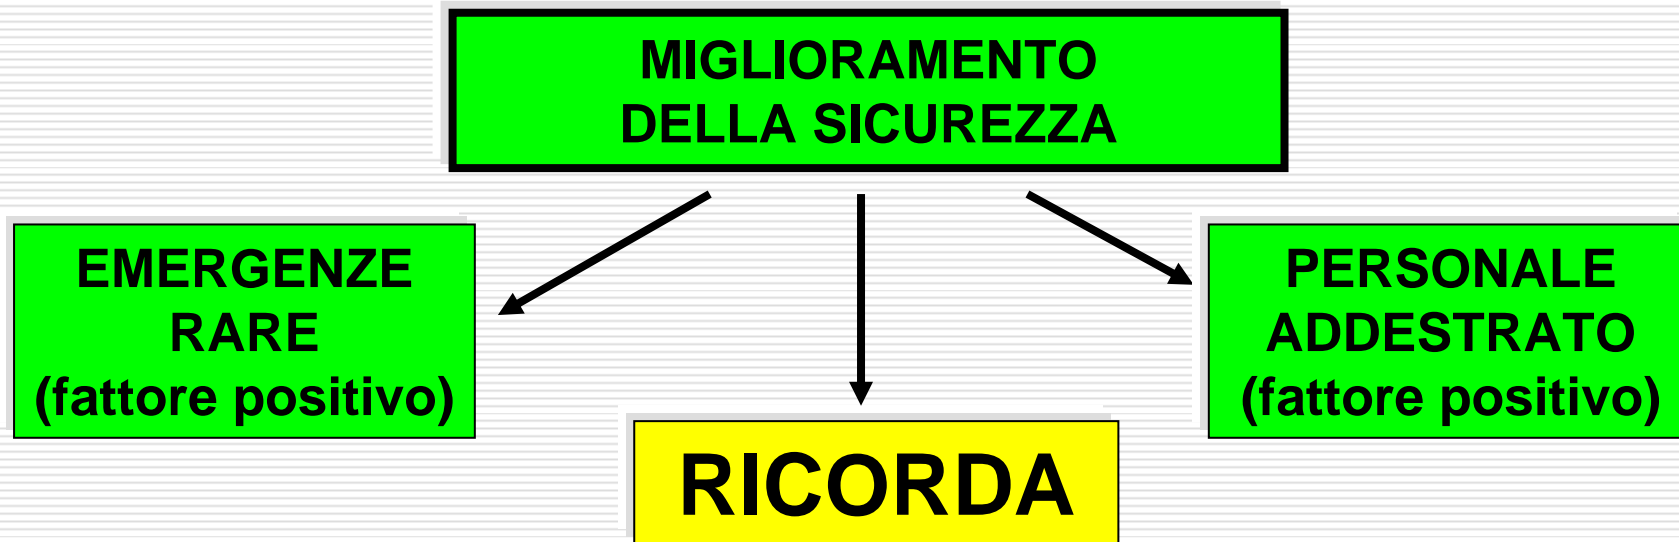 MIGLIORAMENTO
DELLA SICUREZZA
EMERGENZE
RARE
(fattore positivo)
PERSONALE
ADDESTRATO
(fattore positivo)
RICORDA